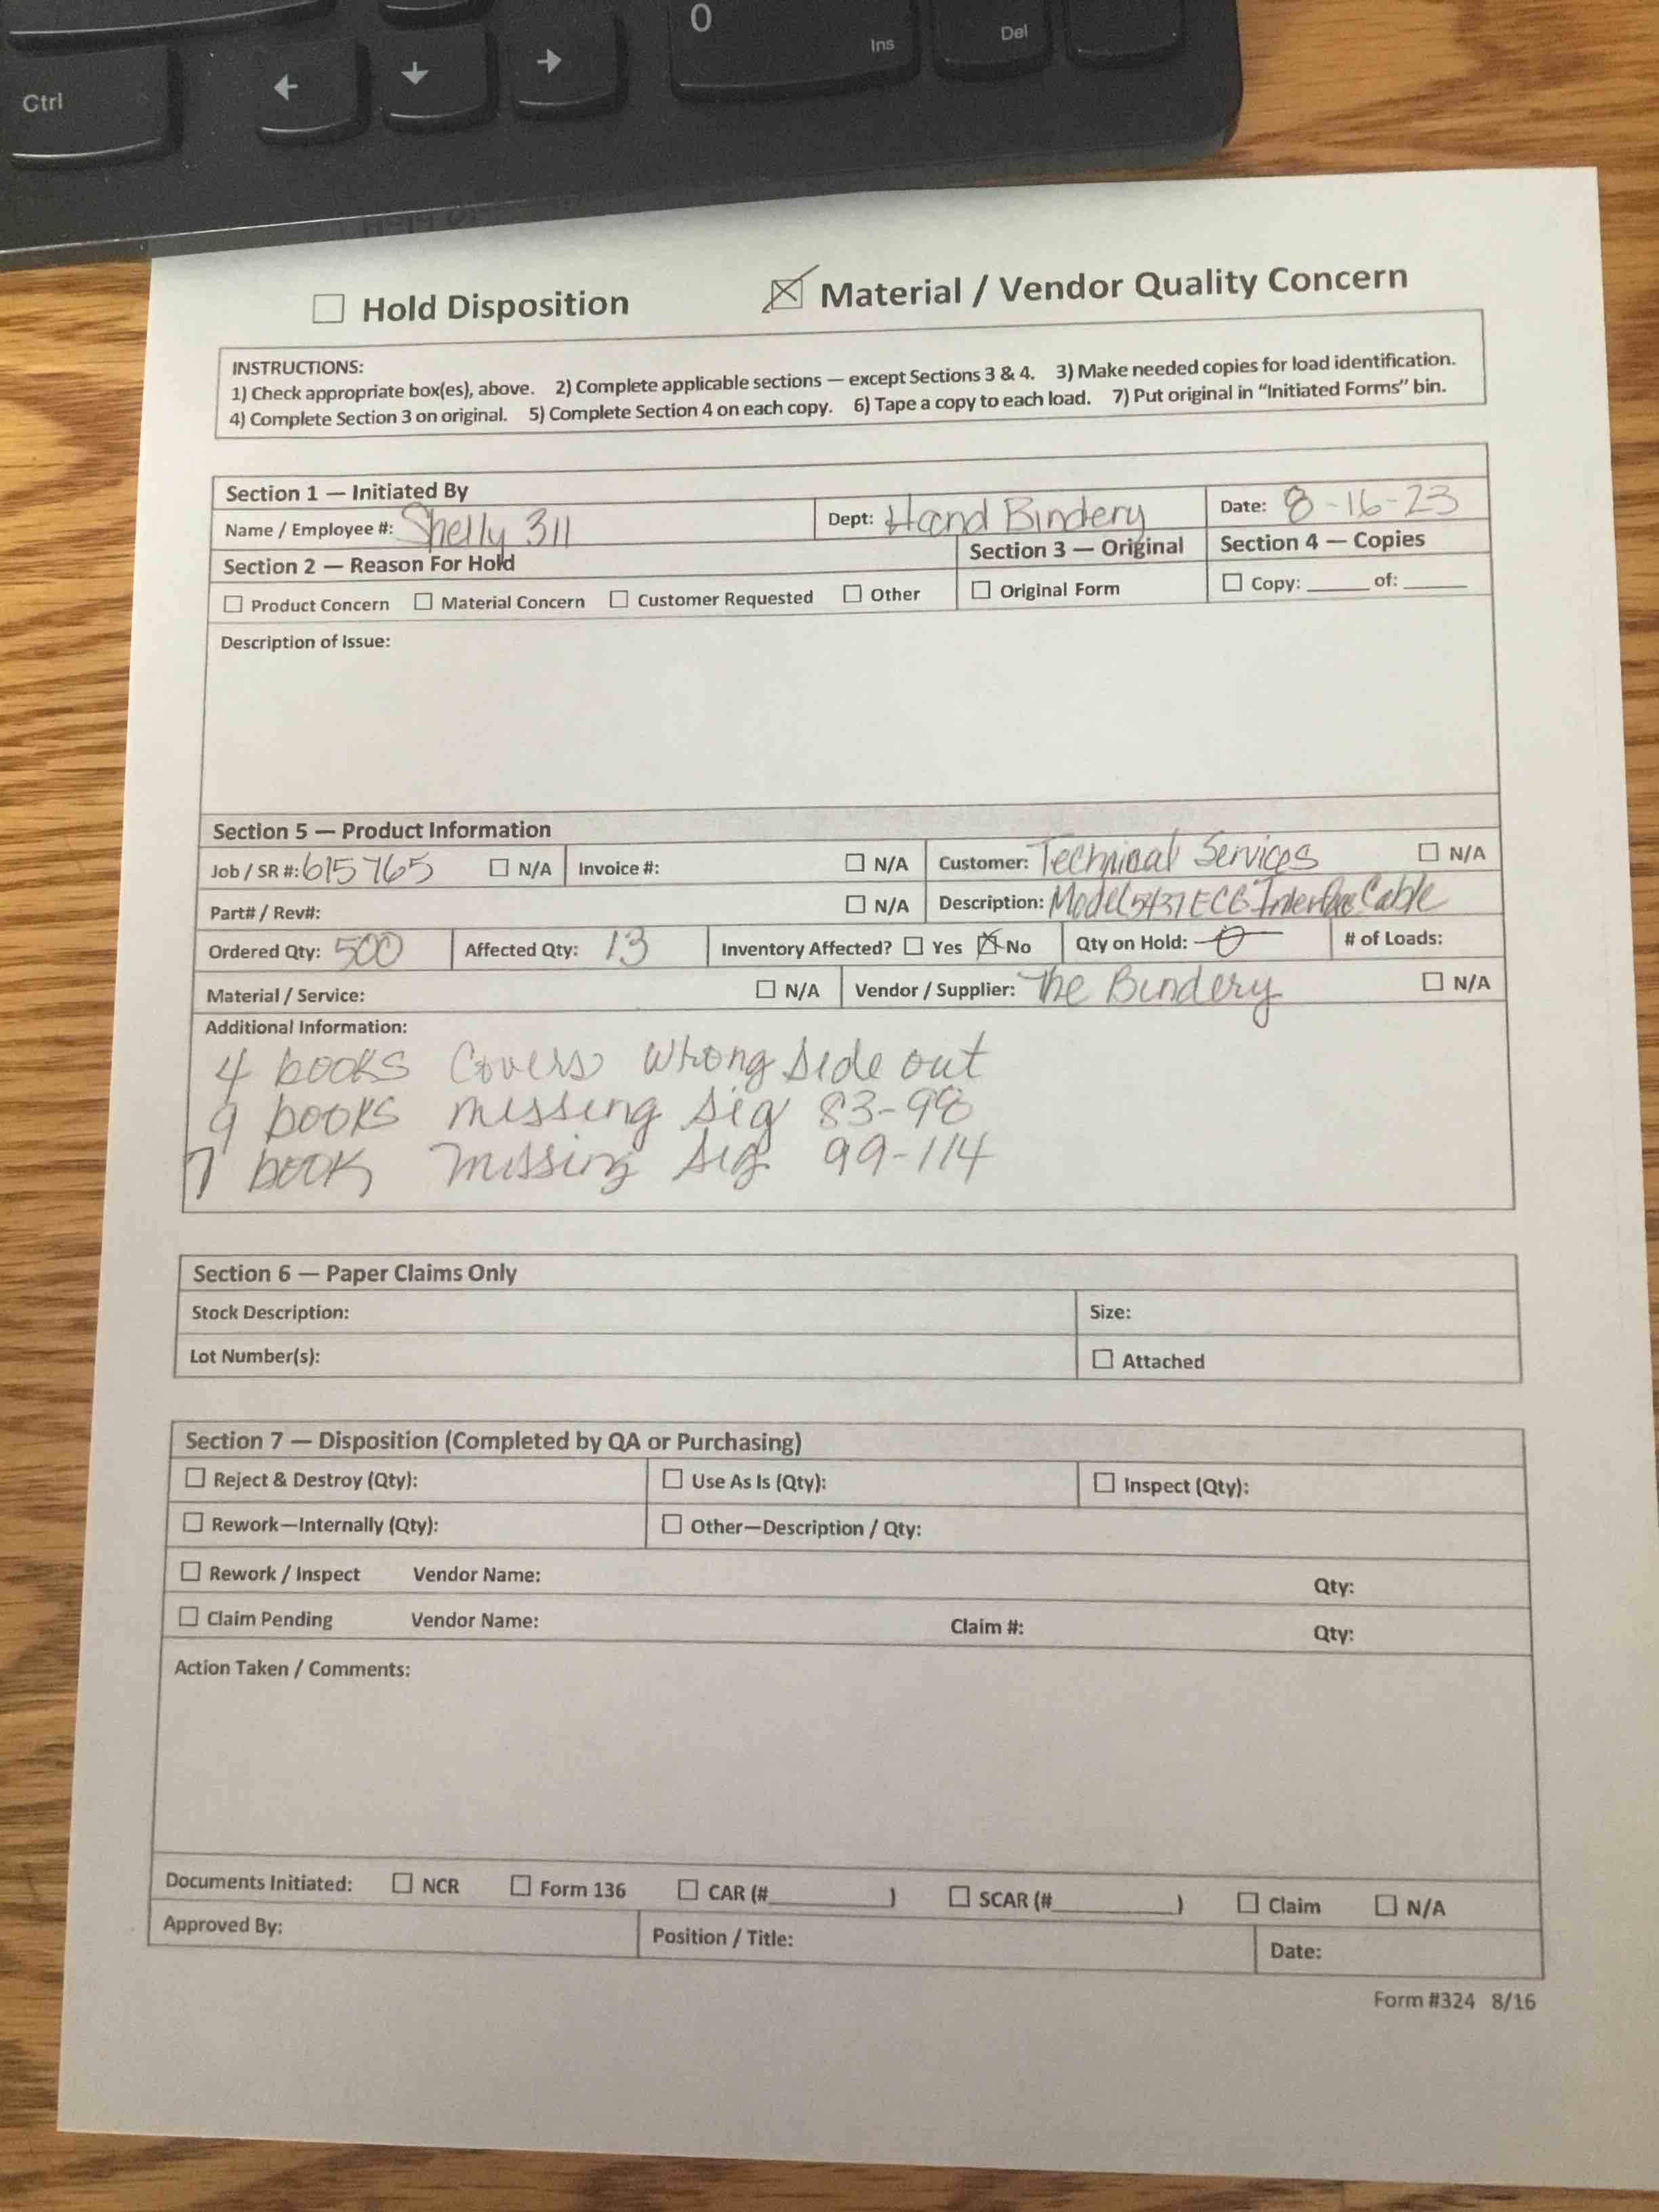 Ctrl
0
Ins
Del
Hold Disposition
Material / Vendor Quality Concern
INSTRUCTIONS:
1) Check appropriate box(es), above. 2) Complete applicable sections — except Sections 3 & 4. 3) Make needed copies for load identification.
4) Complete Section 3 on original. 5) Complete Section 4 on each copy. 6) Tape a copy to each load. 7) Put original in “Initiated Forms” bin.
Section 1 — Initiated By
Name / Employee #: Shelly 311 Dept: Hand Bindery Date: 8-16-23
Section 2 — Reason For Hold Section 3 — Original Section 4 — Copies
Product Concern Material Concern Customer Requested Other Original Form Copy: _____ of: _____
Description of Issue:
Section 5 — Product Information
Job / SR #: 615765 N/A Invoice #: N/A Customer: Technical Services N/A
Part# / Rev#: N/A Description: Model 5437 ECG Interface Cable
Ordered Qty: 500 Affected Qty: 13 Inventory Affected? Yes No Qty on Hold: 0 # of Loads:
Material / Service: N/A Vendor / Supplier: The Bindery N/A
Additional Information:
4 books Covers wrong side out
9 books missing sig 83-98
1 book missing sig 99-114
Section 6 — Paper Claims Only
Stock Description: Size:
Lot Number(s): Attached
Section 7 — Disposition (Completed by QA or Purchasing)
Reject & Destroy (Qty): Use As Is (Qty): Inspect (Qty):
Rework—Internally (Qty): Other—Description / Qty:
Rework / Inspect Vendor Name: Qty:
Claim Pending Vendor Name: Claim #: Qty:
Action Taken / Comments:
Documents Initiated: NCR Form 136 CAR (#__________) SCAR (#__________) Claim N/A
Approved By: Position / Title: Date:
Form #324 8/16